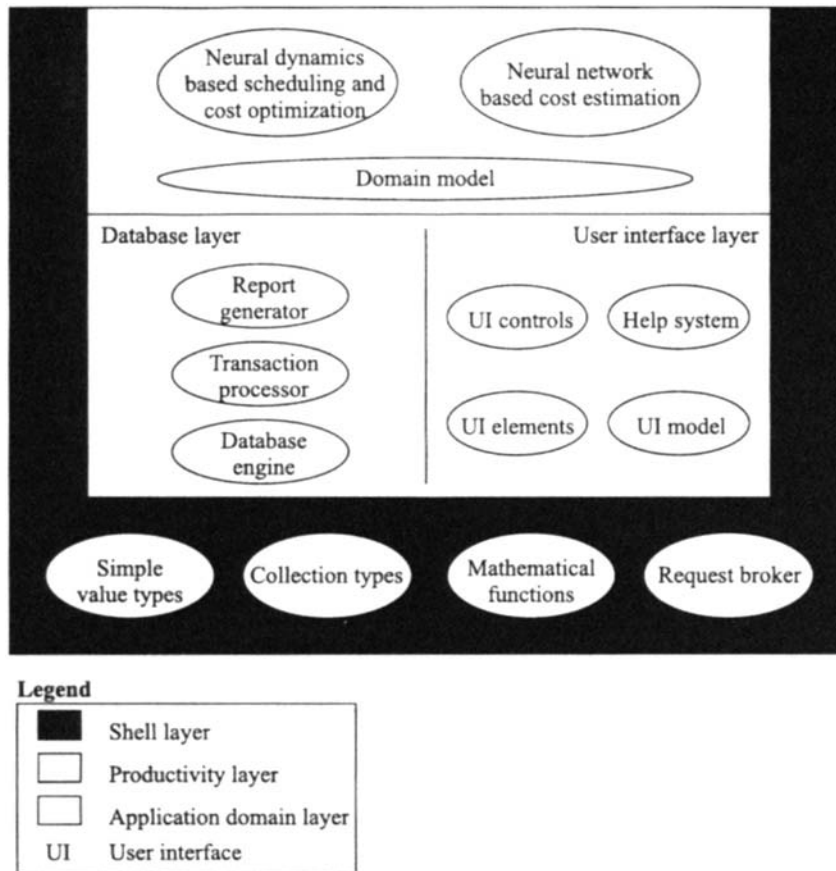 Neural dynamics
based scheduling and
cost optimization
Neural network
based cost estimation
Domain model
Database layer
User interface layer
Report
generator
UI controls
Help system
Transaction
processor
UI elements
UI model
Database
engine
Simple
value types
Collection types
Mathematical
functions
Request broker
Legend
Shell layer
Productivity layer
Application domain layer
UI User interface